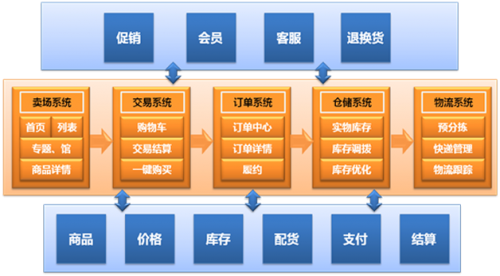 促销 会员 客服 退换货
卖场系统 交易系统 订单系统 仓储系统 物流系统
首页 列表 购物车 订单中心 实物库存 预分拣
专题、馆 交易结算 订单详情 库存调拨 快递管理
商品详情 一键购买 履约 库存优化 物流跟踪
商品 价格 库存 配货 支付 结算